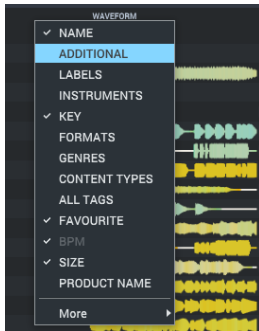 WAVEFORM
NAME
ADDITIONAL
LABELS
INSTRUMENTS
KEY
FORMATS
GENRES
CONTENT TYPES
ALL TAGS
FAVOURITE
BPM
SIZE
PRODUCT NAME
More